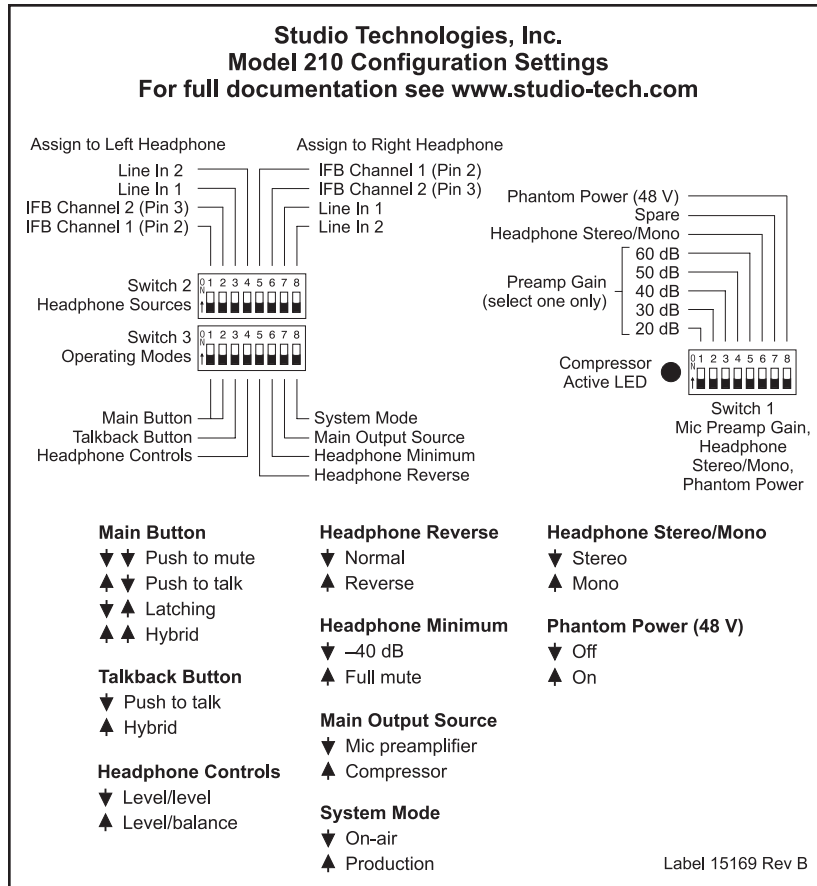 Studio Technologies, Inc.
Model 210 Configuration Settings
For full documentation see www.studio-tech.com
Assign to Left Headphone
Line In 2
Line In 1
IFB Channel 2 (Pin 3)
IFB Channel 1 (Pin 2)
Assign to Right Headphone
IFB Channel 1 (Pin 2)
IFB Channel 2 (Pin 3)
Line In 1
Line In 2
Switch 2
Headphone Sources
ON 1 2 3 4 5 6 7 8
Switch 3
Operating Modes
ON 1 2 3 4 5 6 7 8
Main Button
Talkback Button
Headphone Controls
System Mode
Main Output Source
Headphone Minimum
Headphone Reverse
Phantom Power (48 V)
Spare
Headphone Stereo/Mono
Preamp Gain
(select one only)
60 dB
50 dB
40 dB
30 dB
20 dB
Compressor
Active LED
ON 1 2 3 4 5 6 7 8
Switch 1
Mic Preamp Gain,
Headphone
Stereo/Mono,
Phantom Power
Main Button
Push to mute
Push to talk
Latching
Hybrid
Talkback Button
Push to talk
Hybrid
Headphone Controls
Level/level
Level/balance
Headphone Reverse
Normal
Reverse
Headphone Minimum
–40 dB
Full mute
Main Output Source
Mic preamplifier
Compressor
System Mode
On-air
Production
Headphone Stereo/Mono
Stereo
Mono
Phantom Power (48 V)
Off
On
Label 15169 Rev B